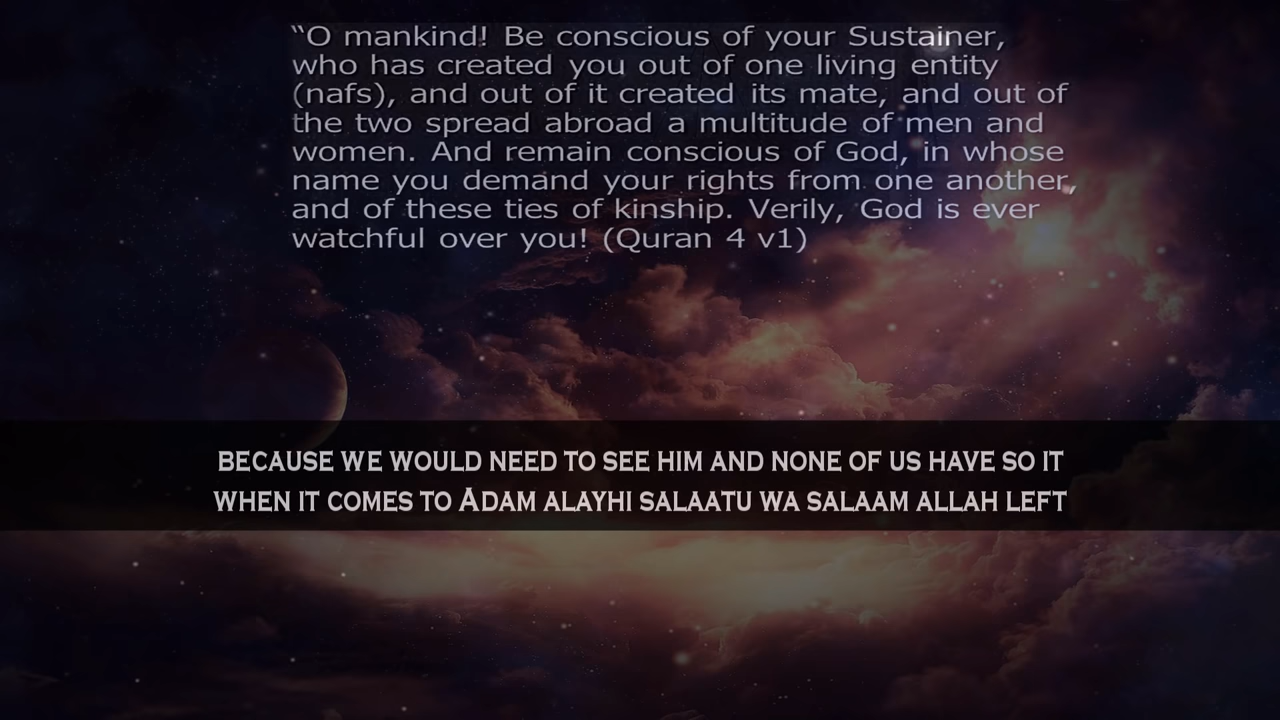 “O mankind! Be conscious of your Sustainer,
who has created you out of one living entity
(nafs), and out of it created its mate, and out of
the two spread abroad a multitude of men and
women. And remain conscious of God, in whose
name you demand your rights from one another,
and of these ties of kinship. Verily, God is ever
watchful over you! (Quran 4 v1)
BECAUSE WE WOULD NEED TO SEE HIM AND NONE OF US HAVE SO IT
WHEN IT COMES TO ADAM ALAYHI SALAATU WA SALAAM ALLAH LEFT